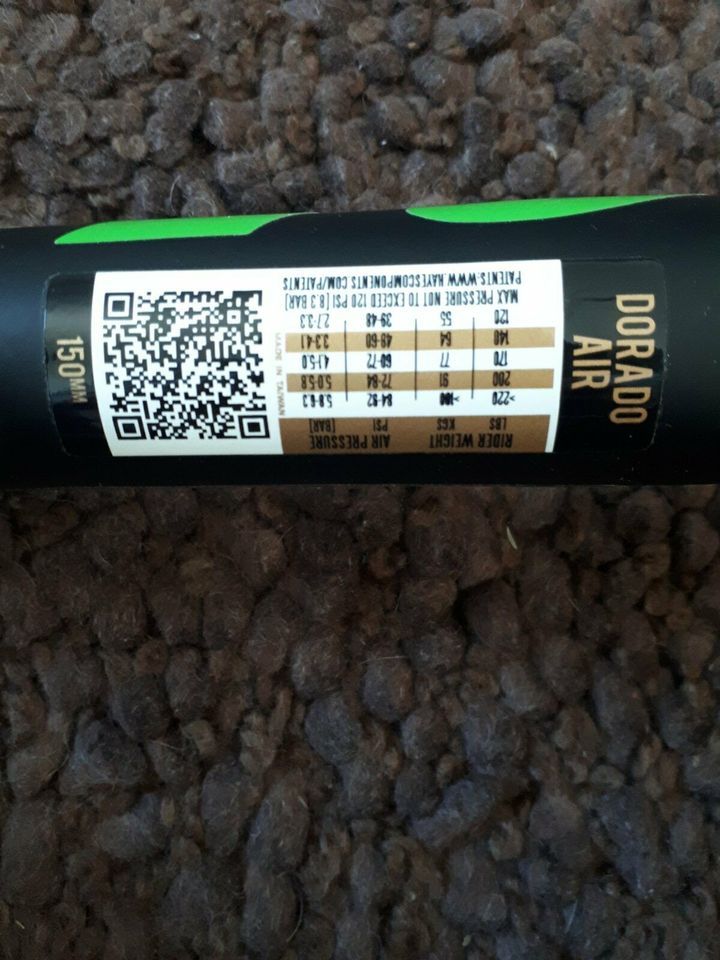 DORADO
AIR
RIDER WEIGHT AIR PRESSURE
LBS KGS PSI [BAR]
>220 >100 84-92 5.8-6.3
200 91 72-84 5.0-5.8
170 77 60-72 4.1-5.0
140 64 48-60 3.3-4.1
120 55 39-48 2.7-3.3
MAX PRESSURE NOT TO EXCEED 120 PSI [8.3 BAR]
PATENTS:WWW.HAYESCOMPONENTS.COM/PATENTS
MADE IN TAIWAN
150MM